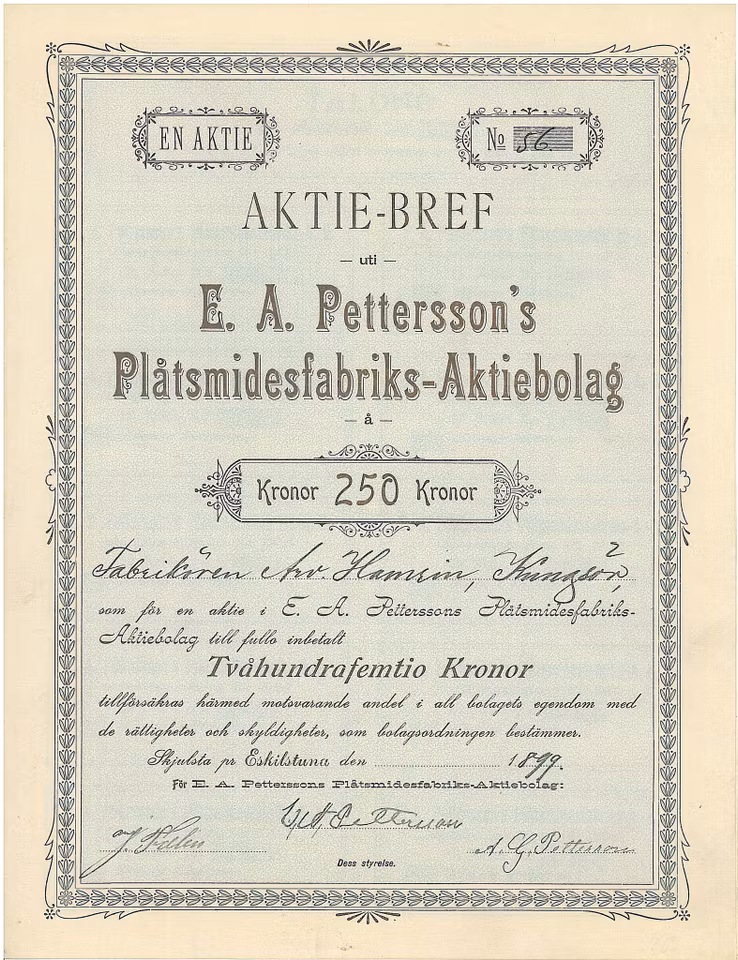 EN AKTIE
No 56.
AKTIE-BREF
— uti —
E. A. Pettersson's
Plåtsmidesfabriks-Aktiebolag
— å —
Kronor 250 Kronor
Fabrikören Arv Hamrin, Kungsör,
som för en aktie i E. A. Petterssons Plåtsmidesfabriks-
Aktiebolag till fullo inbetalt
Tvåhundrafemtio Kronor
tillförsäkras härmed motsvarande andel i all bolagets egendom med
de rättigheter och skyldigheter, som bolagsordningen bestämmer.
Skjulsta pr Eskilstuna den 1899.
För E. A. Petterssons Plåtsmidesfabriks-Aktiebolag:
Pettersson
A. G. Pettersson
Dess styrelse.